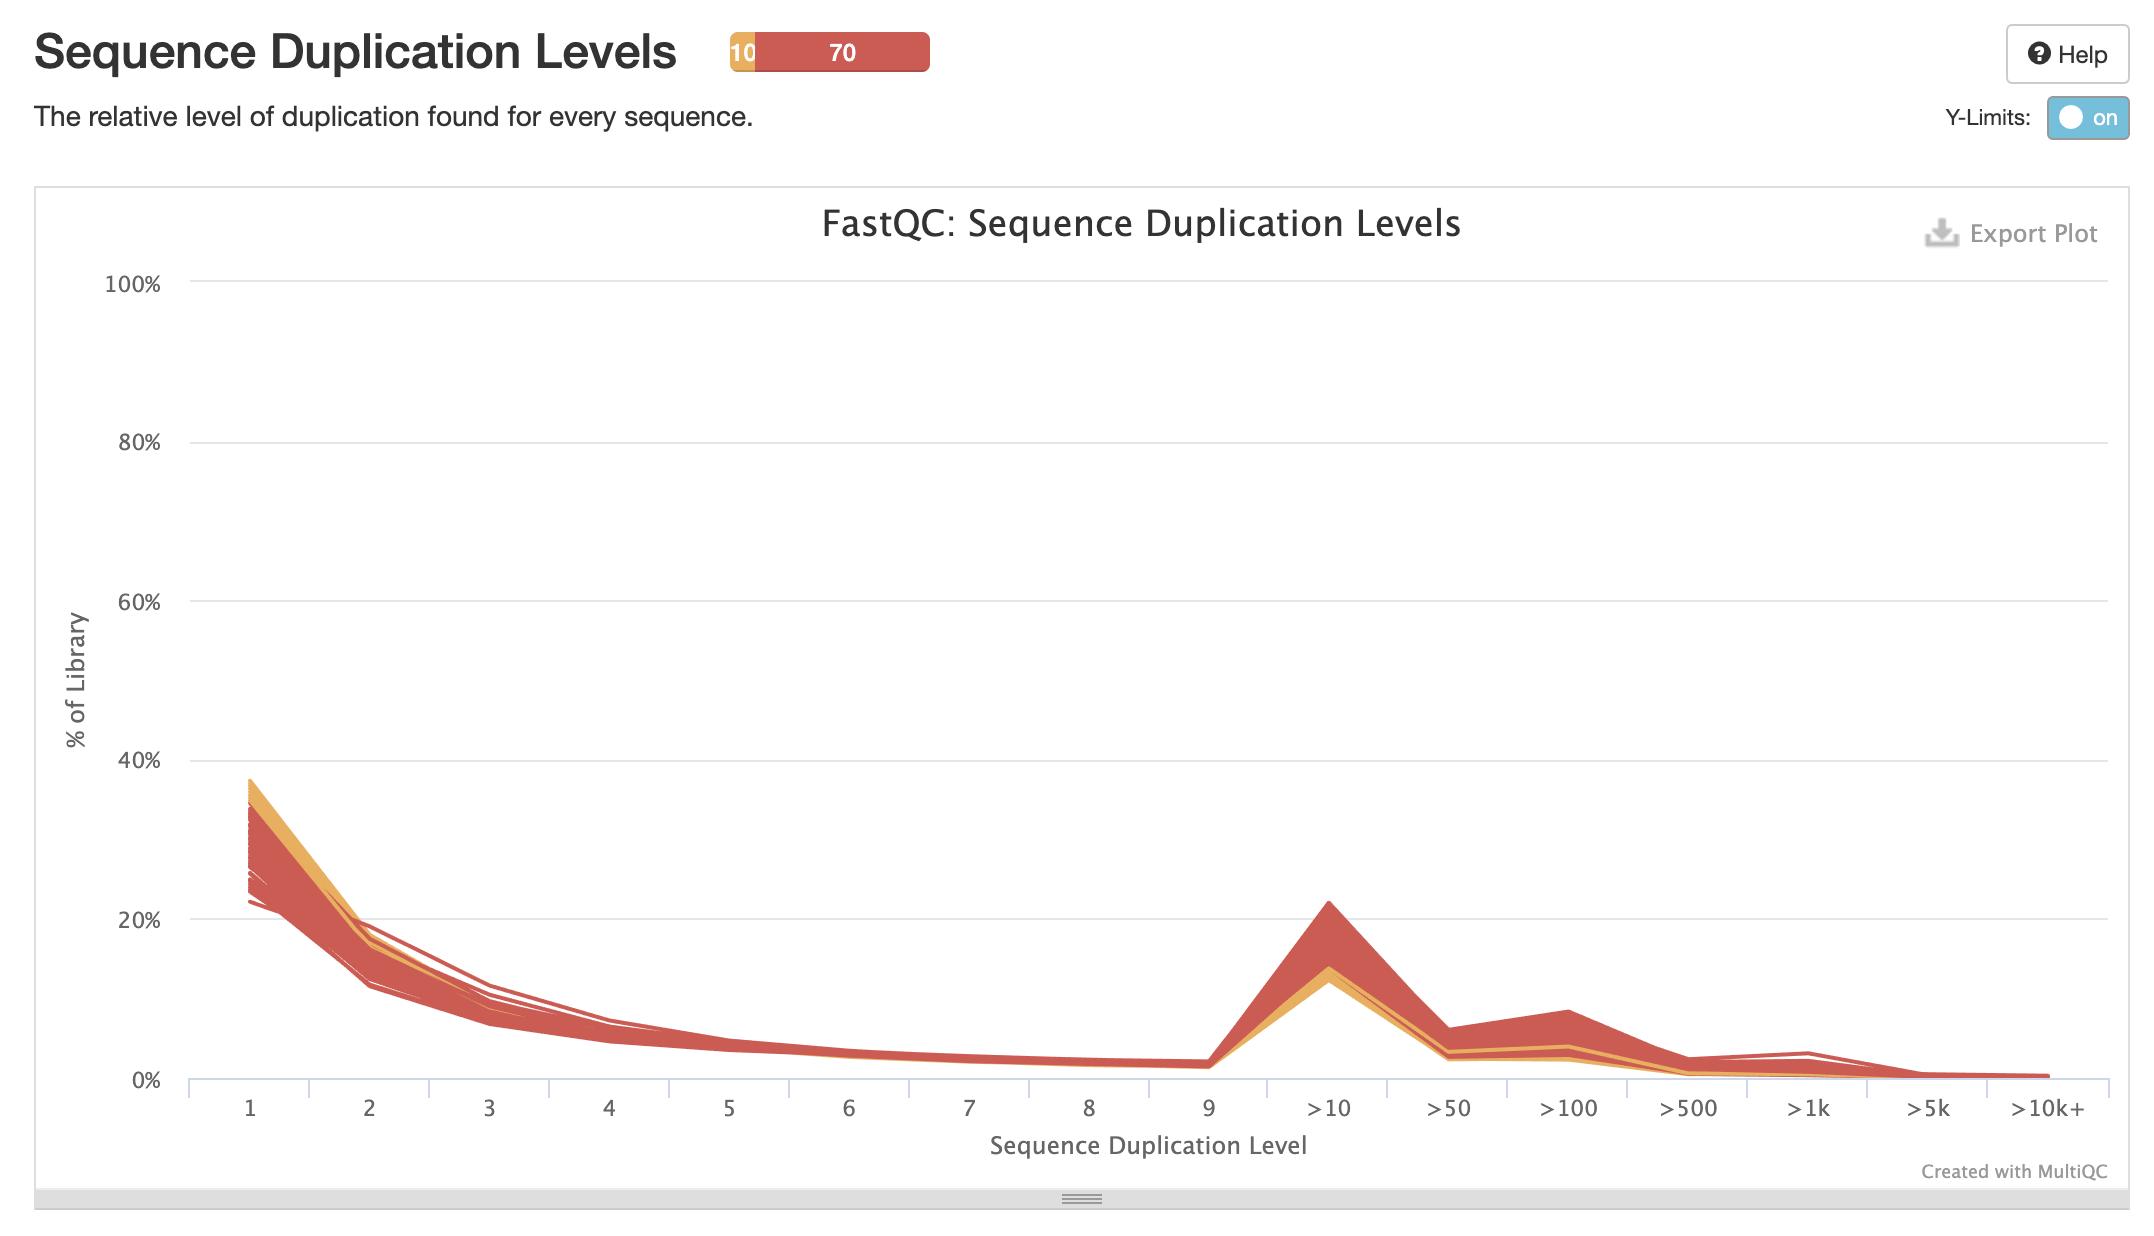 Sequence Duplication Levels 10 70
Help
The relative level of duplication found for every sequence.
Y-Limits: on
FastQC: Sequence Duplication Levels
Export Plot
% of Library
100%
80%
60%
40%
20%
0%
1 2 3 4 5 6 7 8 9 >10 >50 >100 >500 >1k >5k >10k+
Sequence Duplication Level
Created with MultiQC